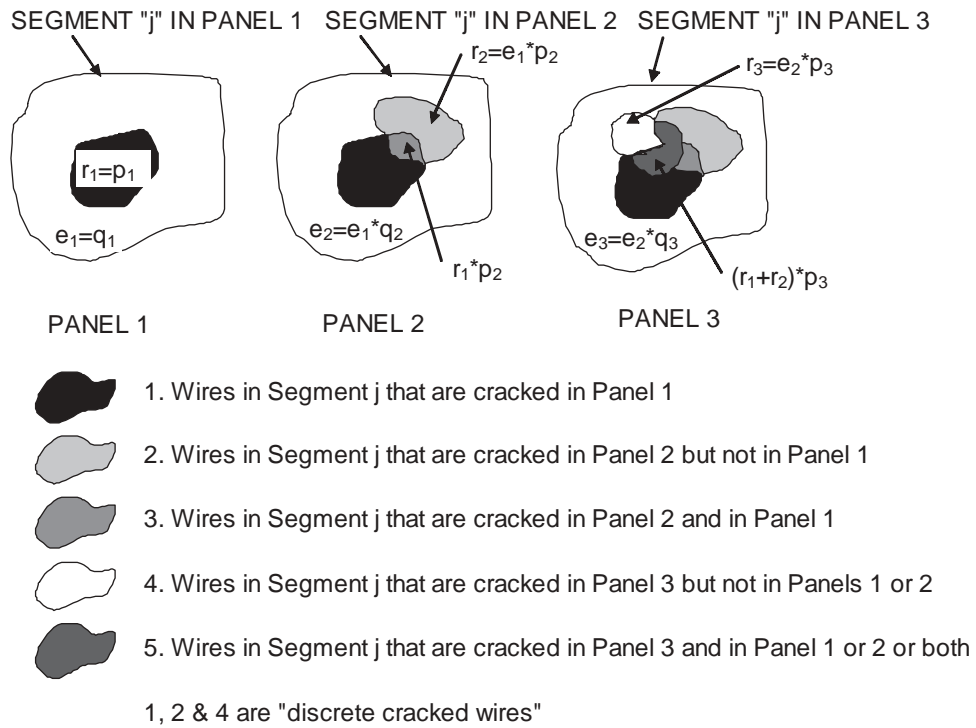 SEGMENT "j" IN PANEL 1 SEGMENT "j" IN PANEL 2 SEGMENT "j" IN PANEL 3
r₂=e₁*p₂
r₃=e₂*p₃
r₁=p₁
e₁=q₁
e₂=e₁*q₂
e₃=e₂*q₃
r₁*p₂
(r₁+r₂)*p₃
PANEL 1 PANEL 2 PANEL 3
1. Wires in Segment j that are cracked in Panel 1
2. Wires in Segment j that are cracked in Panel 2 but not in Panel 1
3. Wires in Segment j that are cracked in Panel 2 and in Panel 1
4. Wires in Segment j that are cracked in Panel 3 but not in Panels 1 or 2
5. Wires in Segment j that are cracked in Panel 3 and in Panel 1 or 2 or both
1, 2 & 4 are "discrete cracked wires"